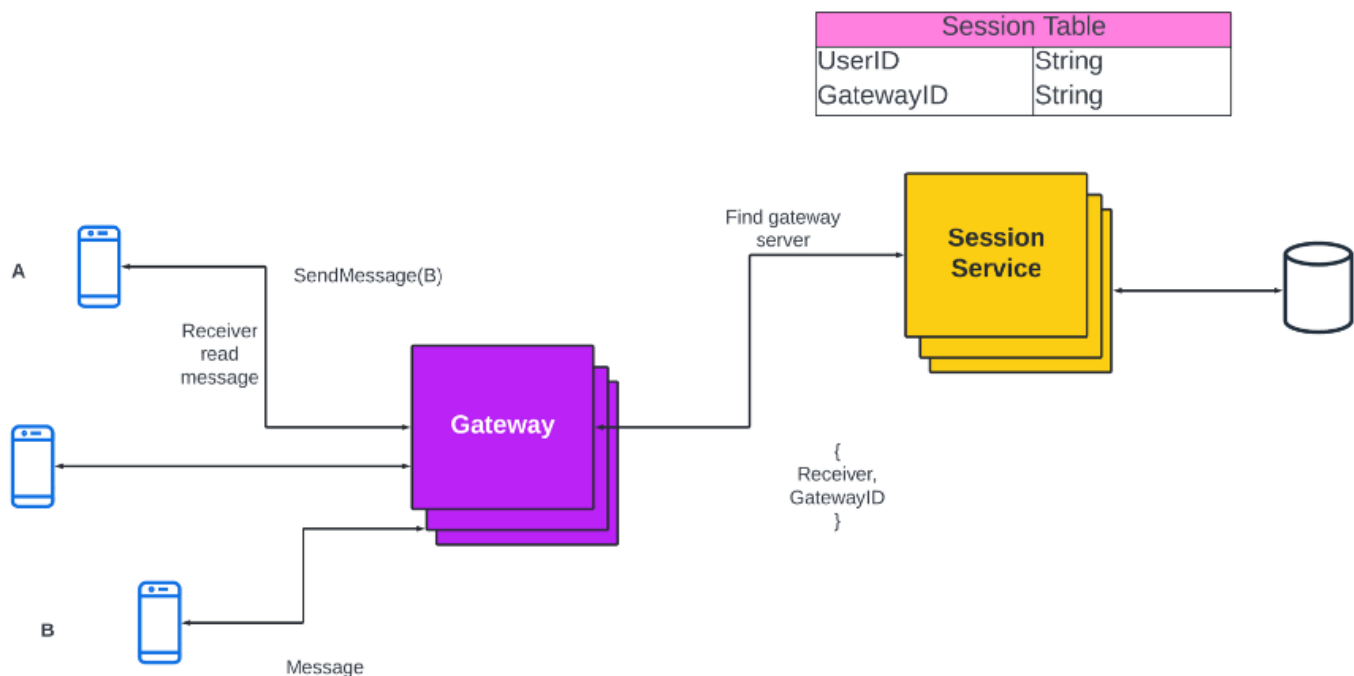 Session Table
UserID String
GatewayID String
Find gateway
server
Session
Service
A
SendMessage(B)
Receiver
read
message
Gateway
{
Receiver,
GatewayID
}
B
Message